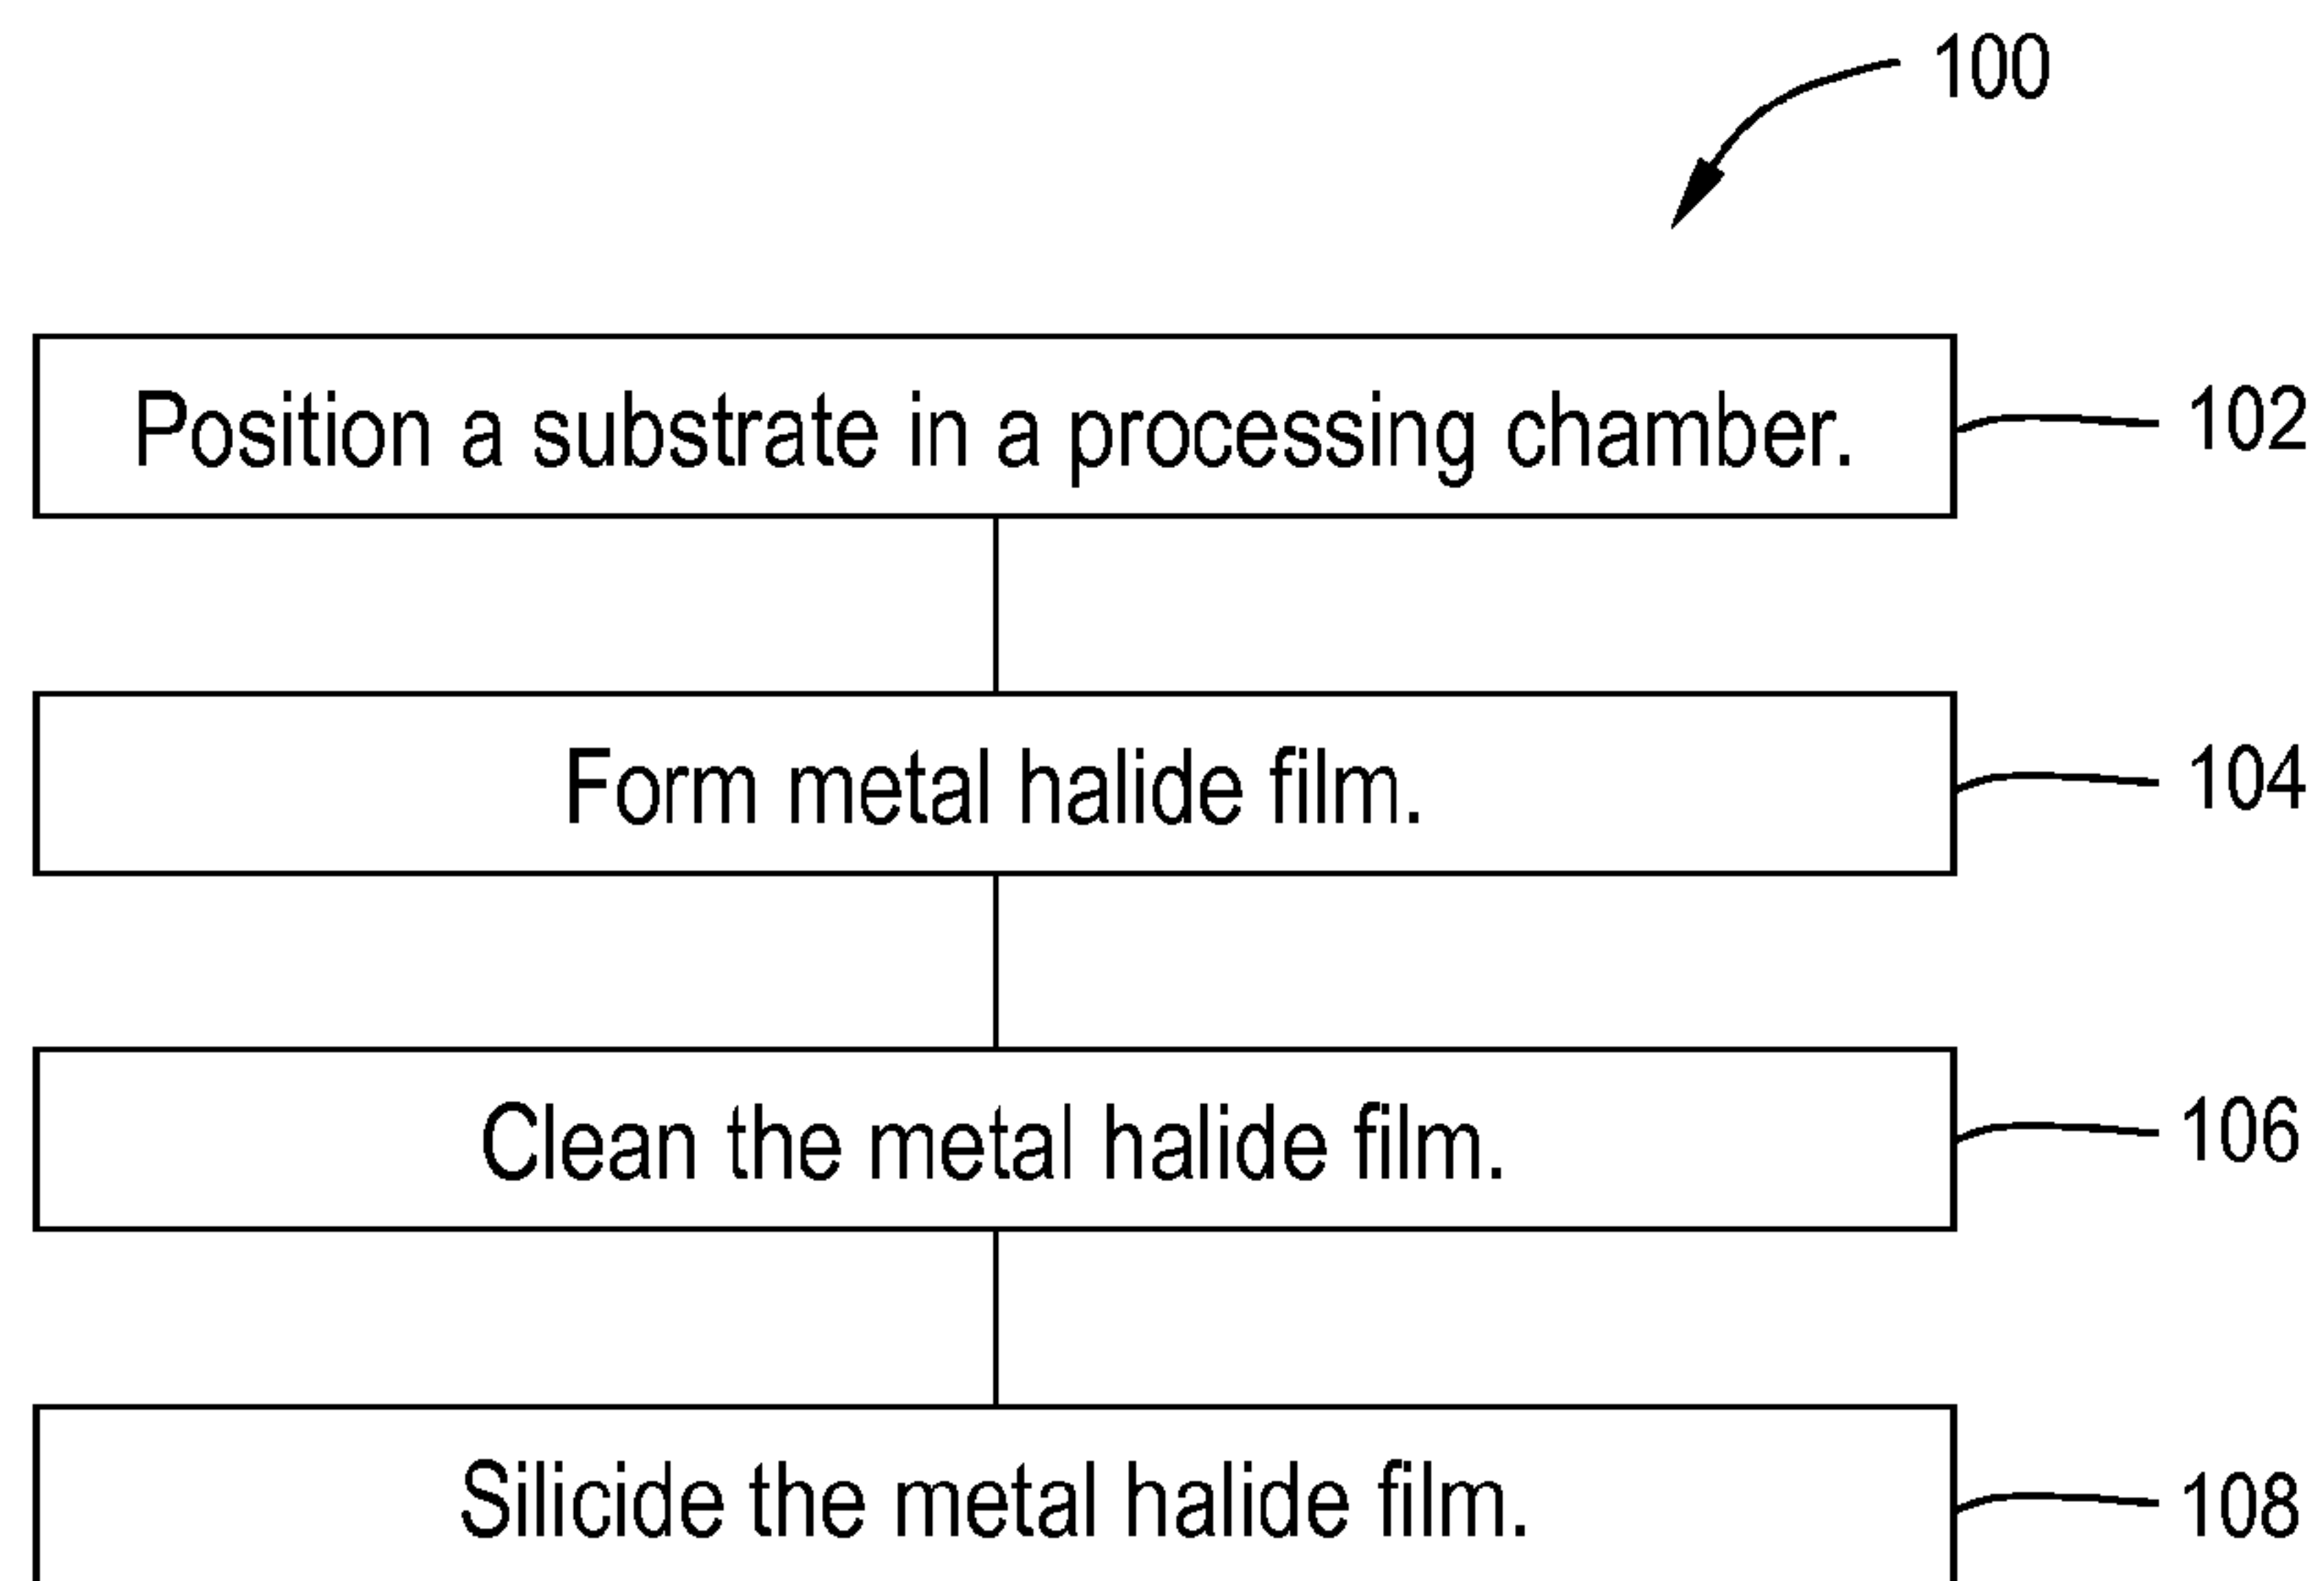 100
Position a substrate in a processing chamber.
102
Form metal halide film.
104
Clean the metal halide film.
106
Silicide the metal halide film.
108